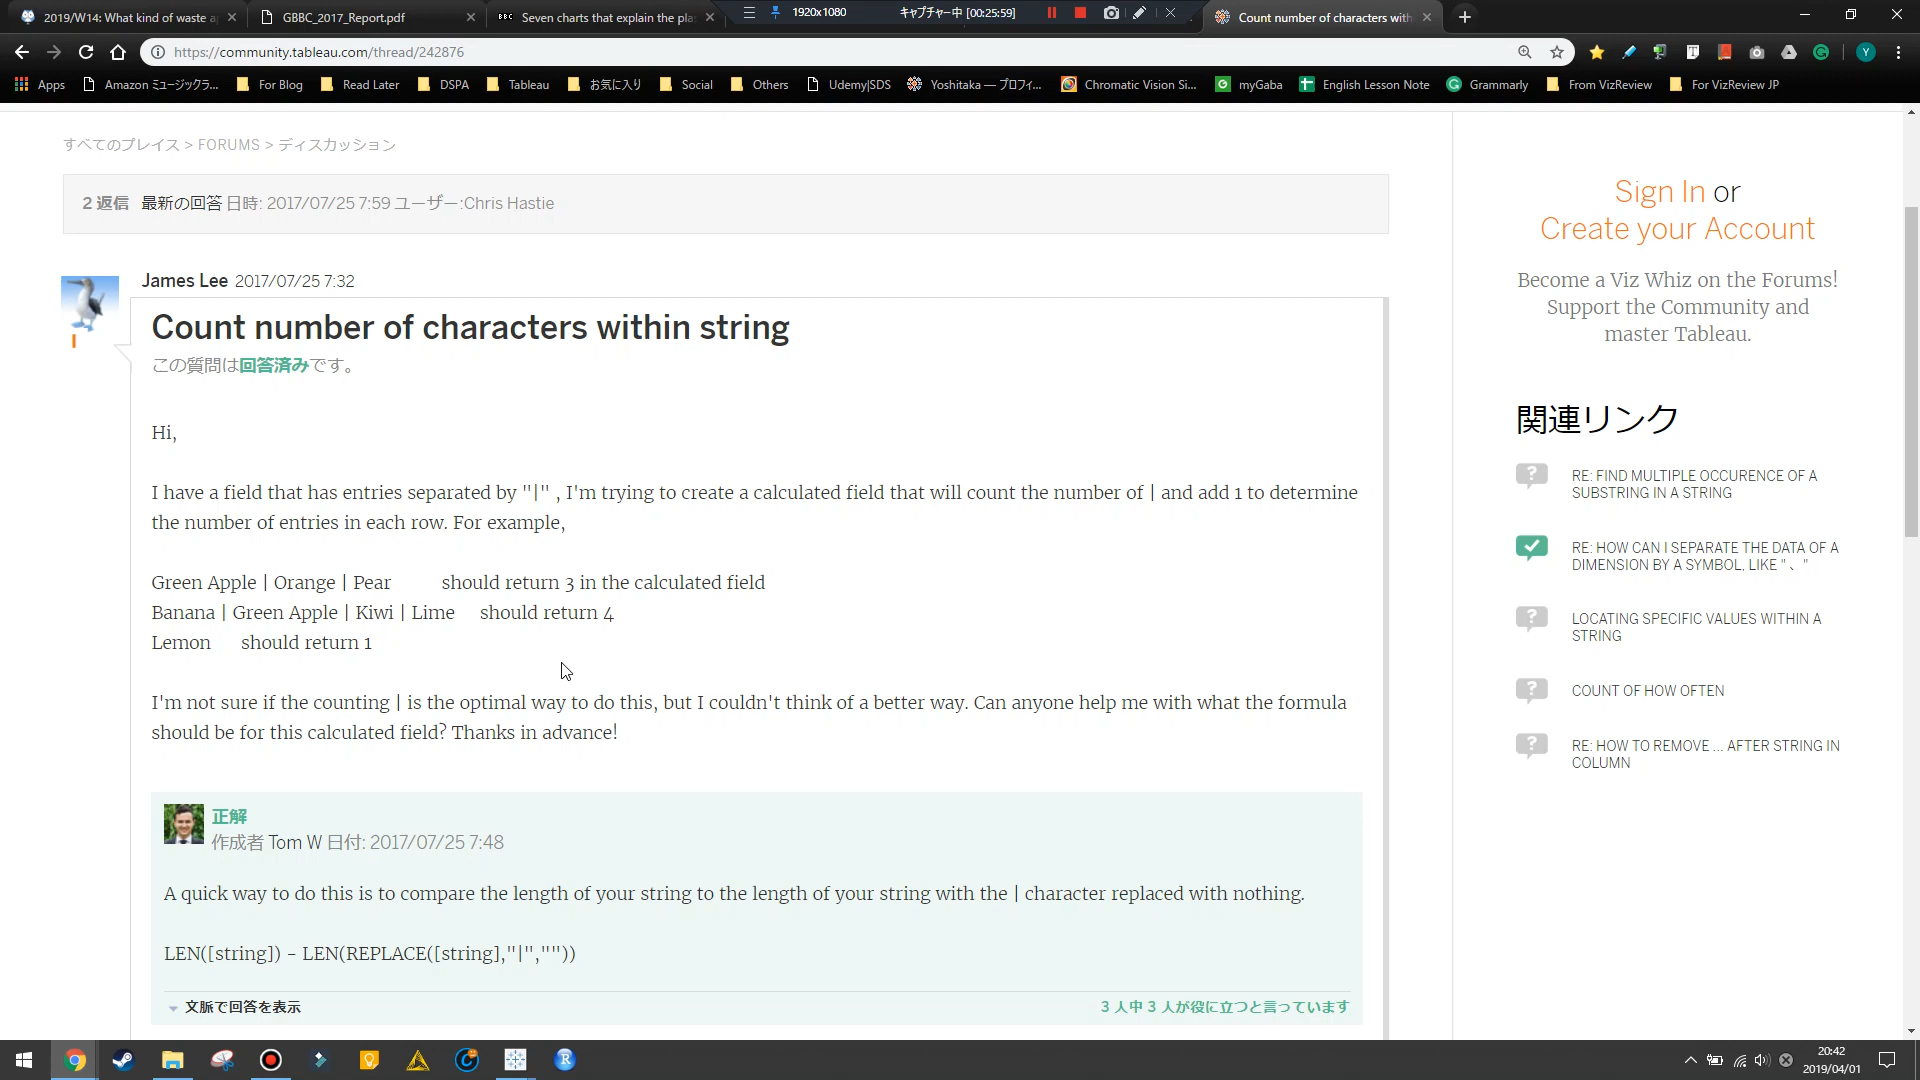 2019/W14: What kind of waste a
GBBC_2017_Report.pdf
BBC Seven charts that explain the pla
1920x1080
キャプチャー中 [00:25:59]
Count number of characters with
https://community.tableau.com/thread/242876
Apps
Amazon ミュージックラ...
For Blog
Read Later
DSPA
Tableau
お気に入り
Social
Others
Udemy|JSDS
Yoshitaka — プロフィ...
Chromatic Vision Si...
myGaba
English Lesson Note
Grammarly
From VizReview
For VizReview JP
すべてのプレイス > FORUMS > ディスカッション
2 返信 最新の回答 日時: 2017/07/25 7:59 ユーザー:Chris Hastie
James Lee 2017/07/25 7:32
Count number of characters within string
この質問は回答済みです。
Hi,
I have a field that has entries separated by "|" , I'm trying to create a calculated field that will count the number of | and add 1 to determine
the number of entries in each row. For example,
Green Apple | Orange | Pear should return 3 in the calculated field
Banana | Green Apple | Kiwi | Lime should return 4
Lemon should return 1
I'm not sure if the counting | is the optimal way to do this, but I couldn't think of a better way. Can anyone help me with what the formula
should be for this calculated field? Thanks in advance!
正解
作成者 Tom W 日付: 2017/07/25 7:48
A quick way to do this is to compare the length of your string to the length of your string with the | character replaced with nothing.
LEN([string]) - LEN(REPLACE([string],"|",""))
文脈で回答を表示
3 人中 3 人が役に立つと言っています
Sign In or
Create your Account
Become a Viz Whiz on the Forums!
Support the Community and
master Tableau.
関連リンク
RE: FIND MULTIPLE OCCURENCE OF A
SUBSTRING IN A STRING
RE: HOW CAN I SEPARATE THE DATA OF A
DIMENSION BY A SYMBOL, LIKE "、"
LOCATING SPECIFIC VALUES WITHIN A
STRING
COUNT OF HOW OFTEN
RE: HOW TO REMOVE ... AFTER STRING IN
COLUMN
20:42
2019/04/01